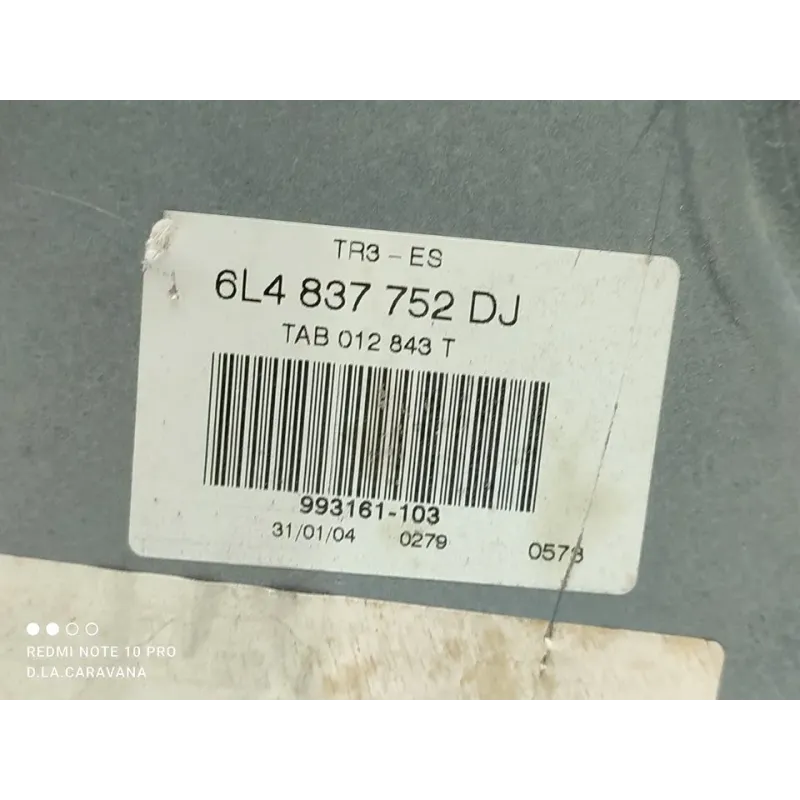 TR3 - ES
6L4 837 752 DJ
TAB 012 843 T
993161-103
31/01/04 0279 0573
REDMI NOTE 10 PRO
D.LA.CARAVANA